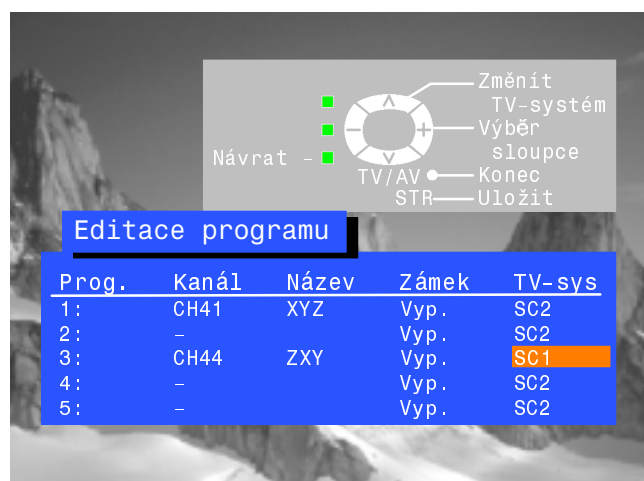 Změnit
TV-systém
Výběr
sloupce
Návrat -
TV/AV Konec
STR Uložit
Editace programu
Prog. Kanál Název Zámek TV-sys
1: CH41 XYZ Vyp. SC2
2: - Vyp. SC2
3: CH44 ZXY Vyp. SC1
4: - Vyp. SC2
5: - Vyp. SC2